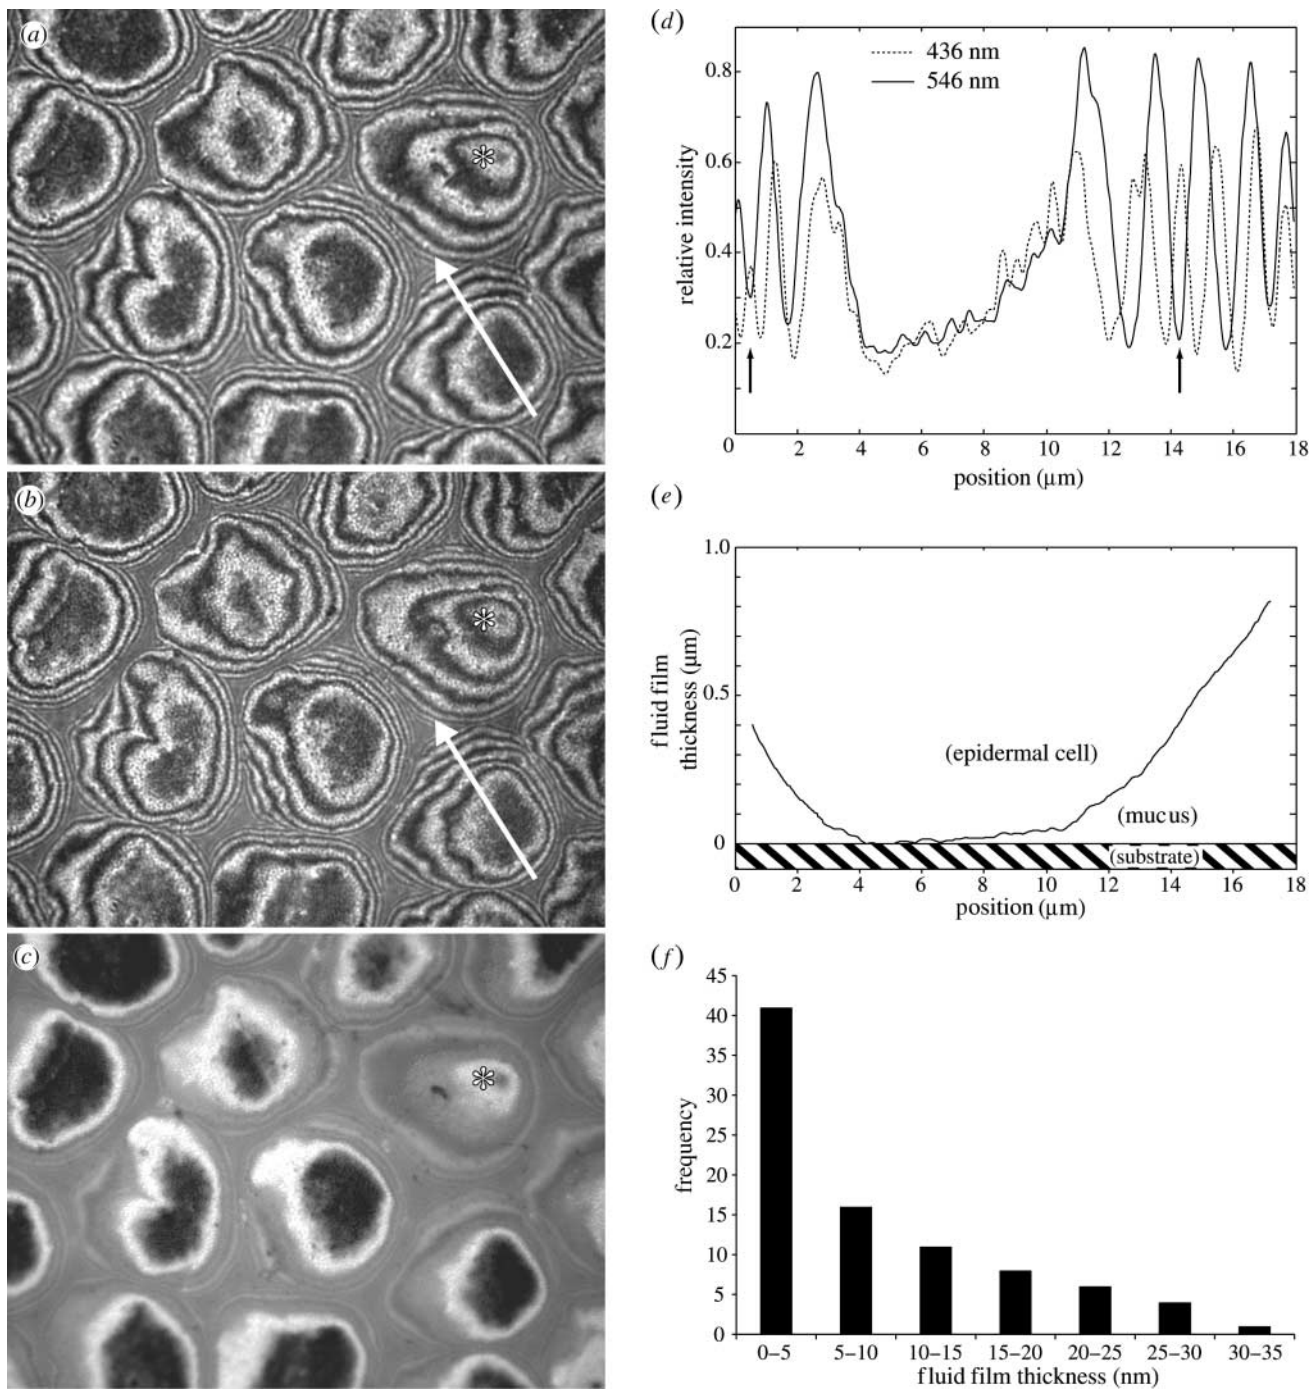 (a)
*
(b)
*
(c)
*
(d)
436 nm
546 nm
0.8
0.6
0.4
0.2
relative intensity
0 2 4 6 8 10 12 14 16 18
position (µm)
(e)
1.0
0.5
0
fluid film
thickness (µm)
(epidermal cell)
(mucus)
(substrate)
0 2 4 6 8 10 12 14 16 18
position (µm)
(f)
45
40
35
30
25
20
15
10
5
0
frequency
0–5 5–10 10–15 15–20 20–25 25–30 30–35
fluid film thickness (nm)